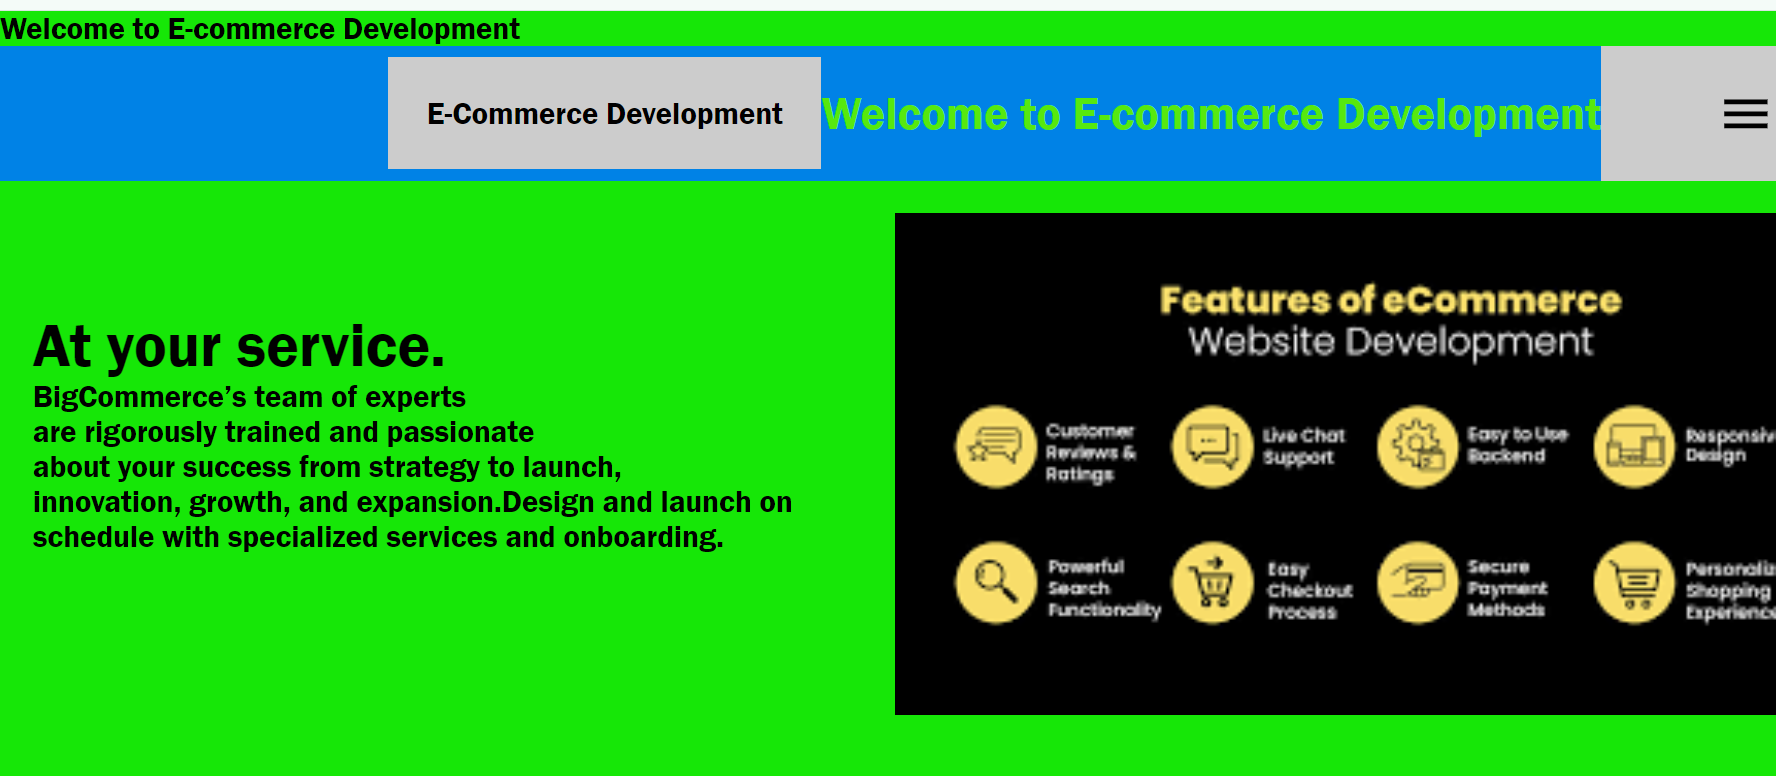 Welcome to E-commerce Development
E-Commerce Development
Welcome to E-commerce Development
At your service.
BigCommerce’s team of experts
are rigorously trained and passionate
about your success from strategy to launch,
innovation, growth, and expansion.Design and launch on
schedule with specialized services and onboarding.
Features of eCommerce
Website Development
Customer
Reviews &
Ratings
Live Chat
Support
Easy to Use
Backend
Responsiv
Design
Powerful
Search
Functionality
Easy
Checkout
Process
Secure
Payment
Methods
Personaliz
Shopping
Experience